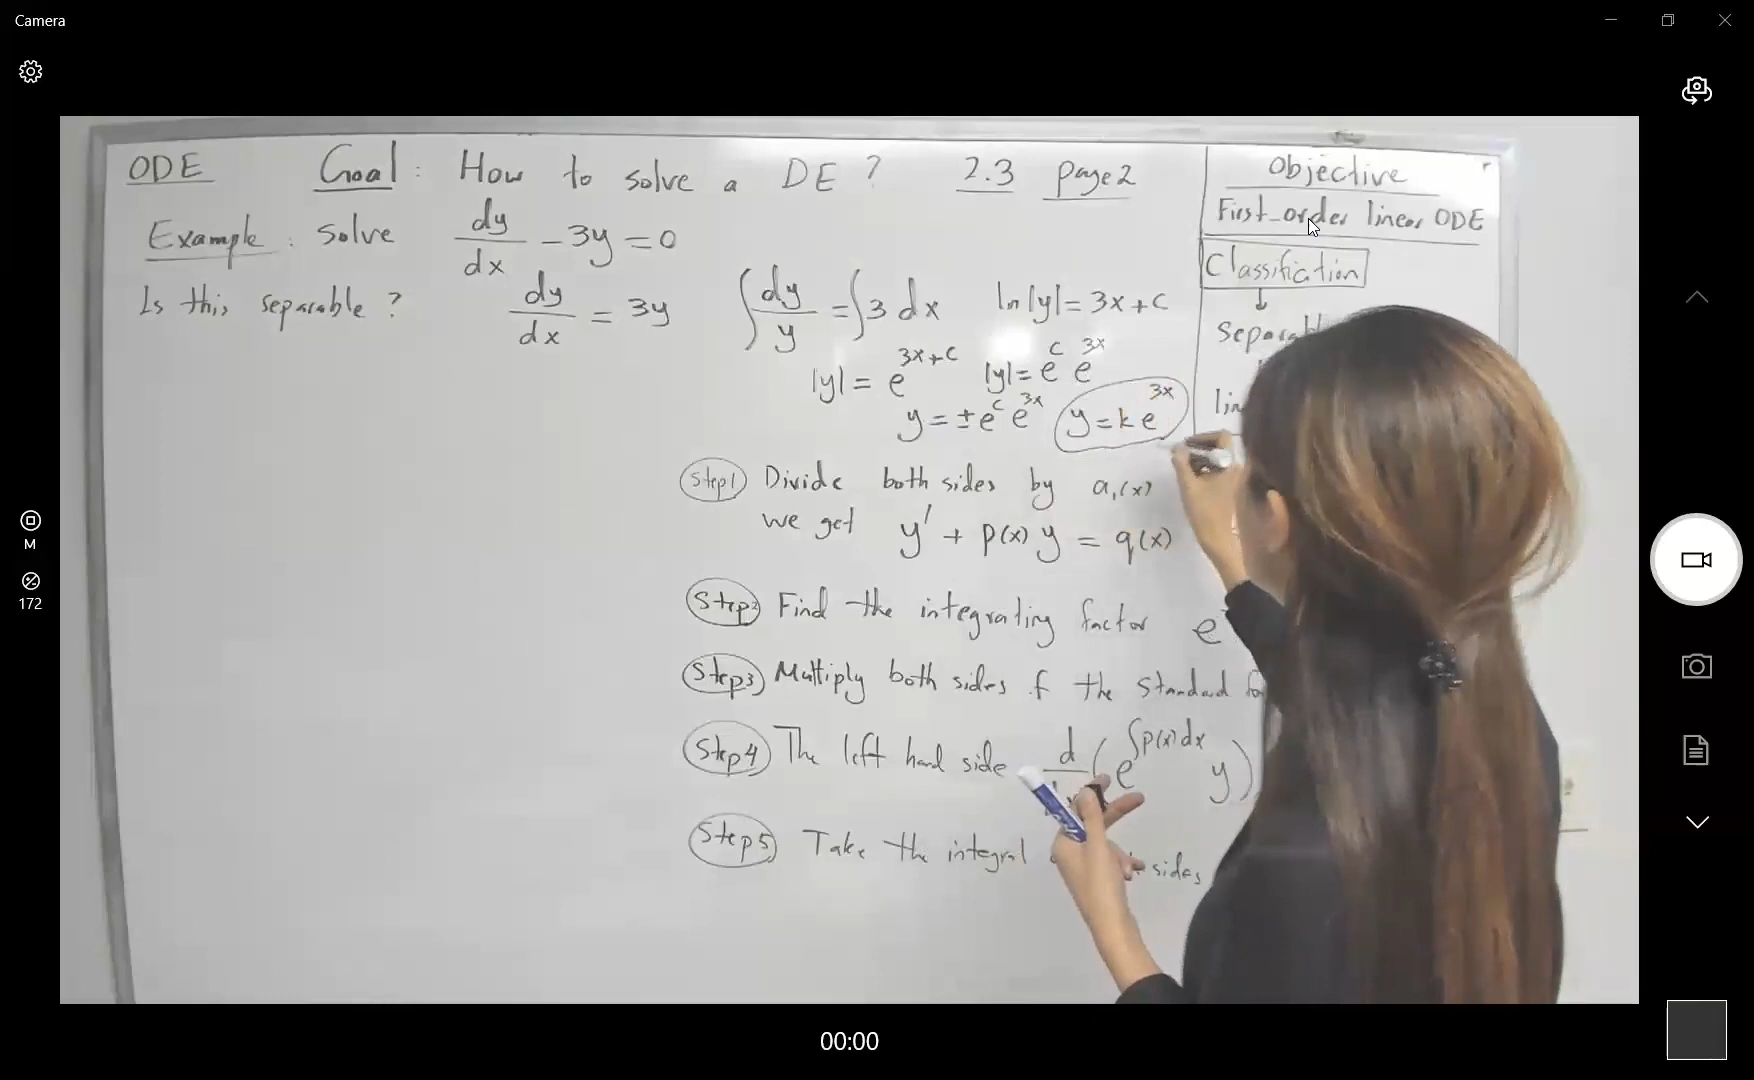 Camera
ODE Goal: How to solve a DE? 2.3 page2
Example: solve dy/dx - 3y = 0
Is this separable? dy/dx = 3y ∫ dy/y = ∫ 3 dx ln|y| = 3x + c
|y| = e^{3x+c} |y| = e^c e^{3x}
y = ± e^c e^{3x} y = k e^{3x}
Step1 Divide both sides by a₁(x)
we get y' + p(x) y = q(x)
Step2 Find the integrating factor e
Step3 Multiply both sides of the standard
Step4 The left hand side d ( e^{∫p(x)dx} y )
Step5 Take the integral sides
Objective
First-order linear ODE
Classification
↓
M
172
00:00